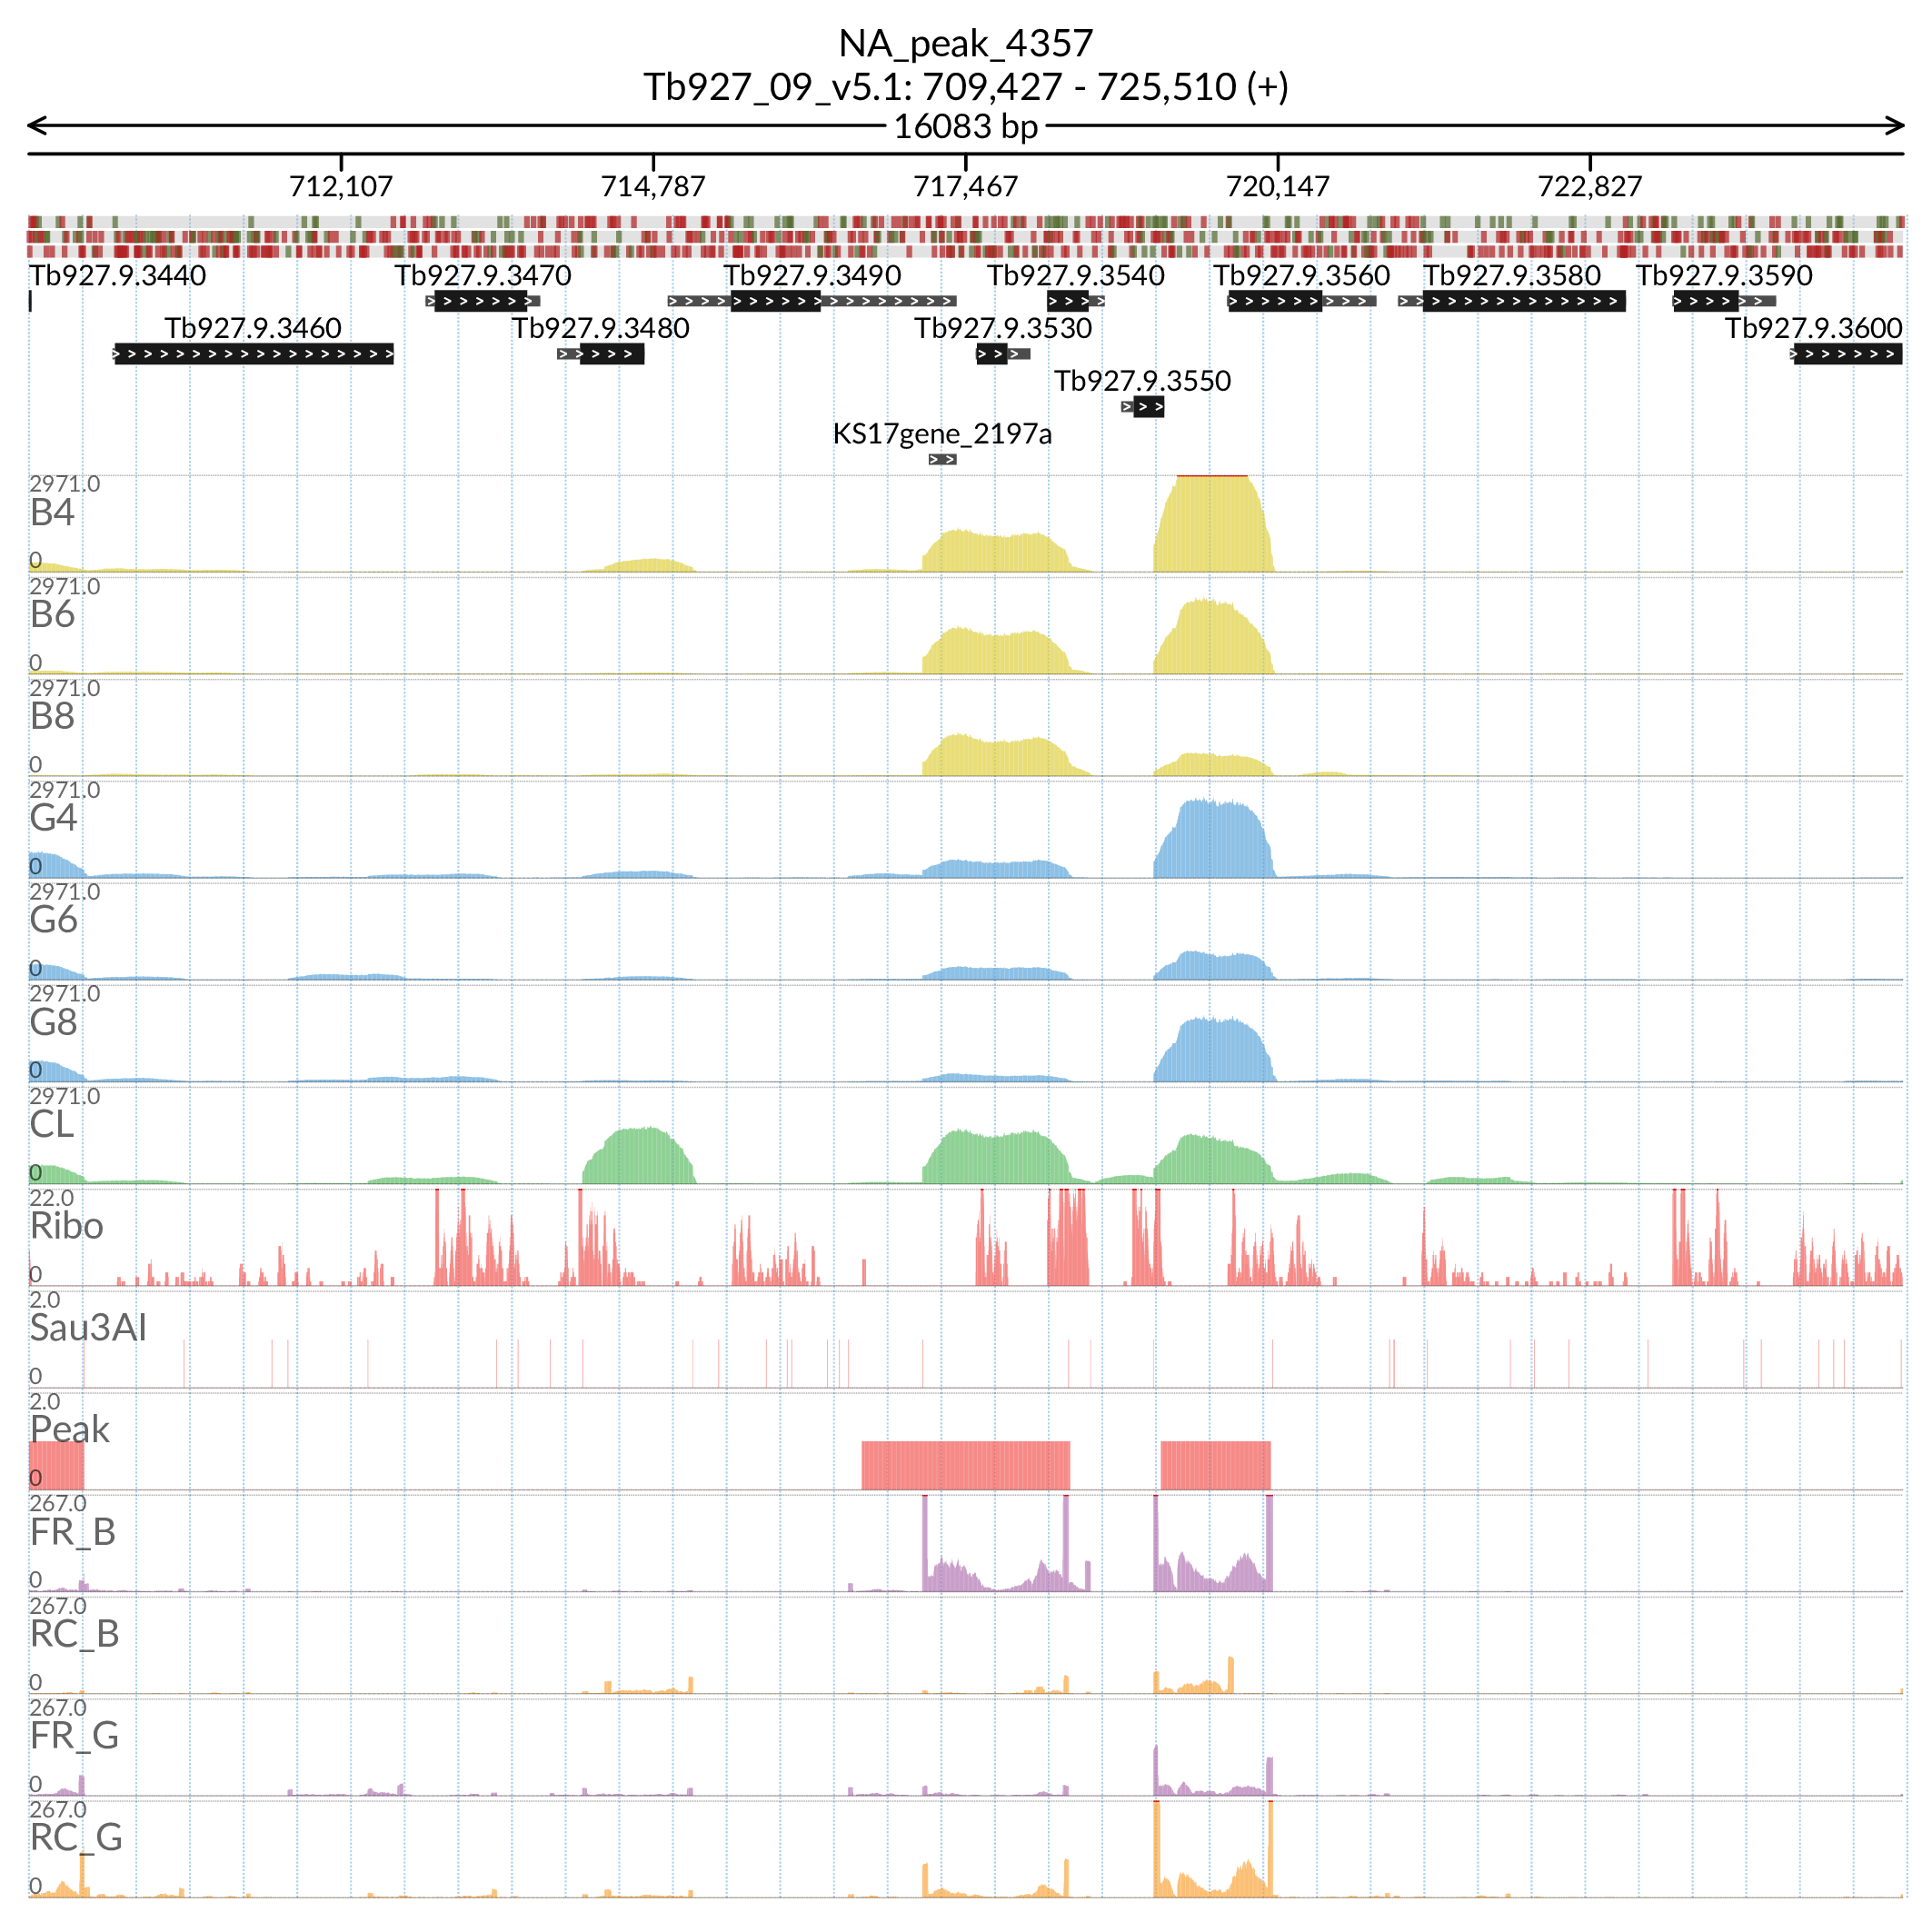 NA_peak_4357
Tb927_09_v5.1: 709,427 - 725,510 (+)
16083 bp
712,107 714,787 717,467 720,147 722,827
Tb927.9.3440 Tb927.9.3470 Tb927.9.3490 Tb927.9.3540 Tb927.9.3560 Tb927.9.3580 Tb927.9.3590
Tb927.9.3460 Tb927.9.3480 Tb927.9.3530 Tb927.9.3600
Tb927.9.3550
KS17gene_2197a
2971.0
B4
0
2971.0
B6
0
2971.0
B8
0
2971.0
G4
0
2971.0
G6
0
2971.0
G8
0
2971.0
CL
0
22.0
Ribo
0
2.0
Sau3AI
0
2.0
Peak
0
267.0
FR_B
0
267.0
RC_B
0
267.0
FR_G
0
267.0
RC_G
0